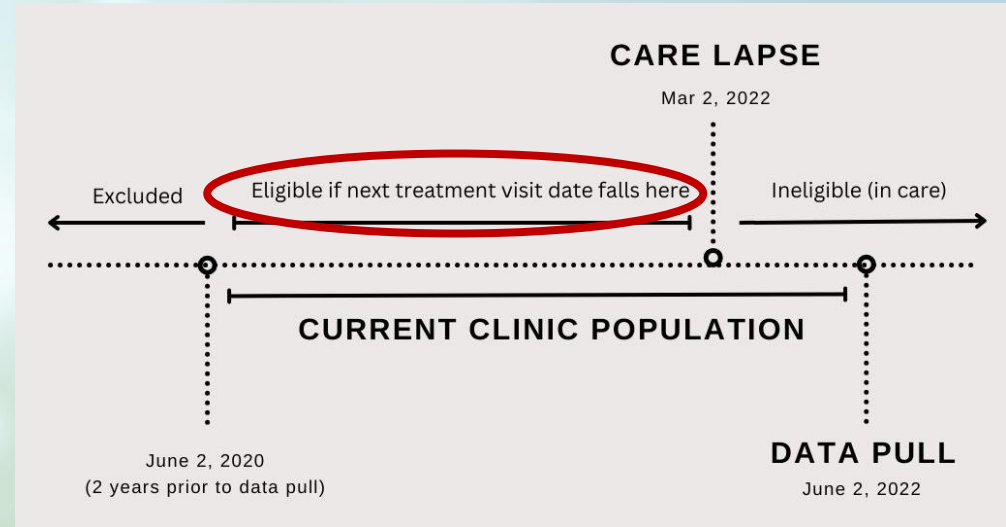 CARE LAPSE
Mar 2, 2022
Excluded
Eligible if next treatment visit date falls here
Ineligible (in care)
CURRENT CLINIC POPULATION
June 2, 2020
(2 years prior to data pull)
DATA PULL
June 2, 2022